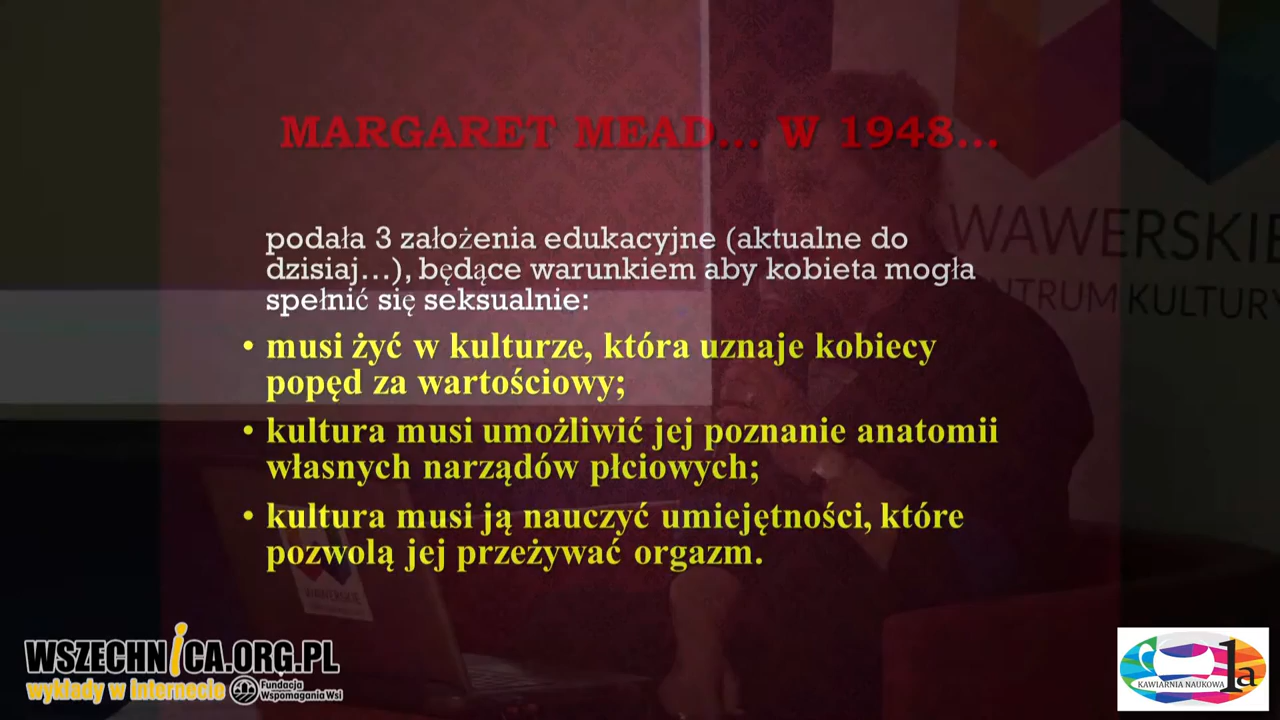 MARGARET MEAD... W 1948...
podała 3 założenia edukacyjne (aktualne do
dzisiaj...), będące warunkiem aby kobieta mogła
spełnić się seksualnie:
• musi żyć w kulturze, która uznaje kobiecy
popęd za wartościowy;
• kultura musi umożliwić jej poznanie anatomii
własnych narządów płciowych;
• kultura musi ją nauczyć umiejętności, które
pozwolą jej przeżywać orgazm.
WAWERSKIE
NTRUM KULTURY
WAWERSKIE
WSZECHNICA.ORG.PL
wykłady w internecie
Fundacja
Wspomagania Wsi
KAWIARNIA NAUKOWA 1a